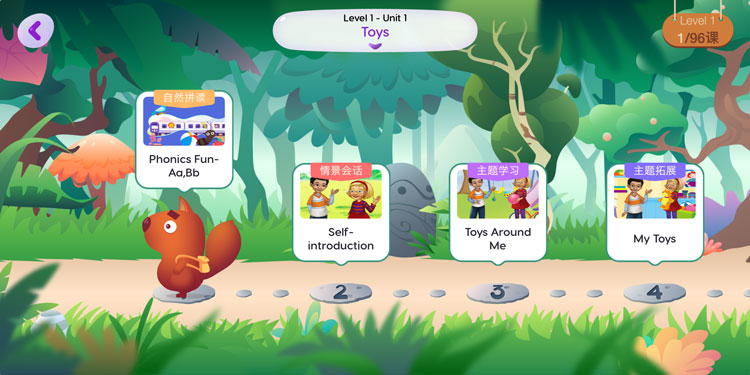 Level 1 - Unit 1
Toys
Level 1
1/96课
自然拼读
Phonics Fun-
Aa,Bb
情景会话
Self-
introduction
主题学习
Toys Around
Me
主题拓展
My Toys
2
3
4